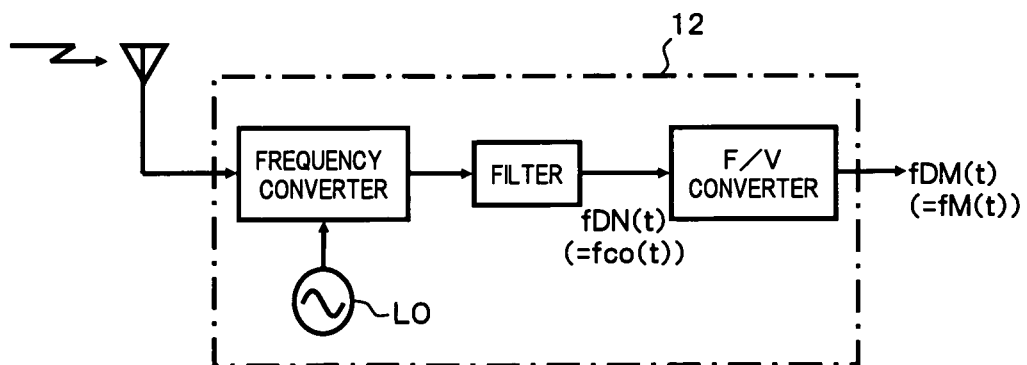 12
FREQUENCY
CONVERTER
FILTER
F/V
CONVERTER
fDM(t)
(=fM(t))
fDN(t)
(=fco(t))
LO